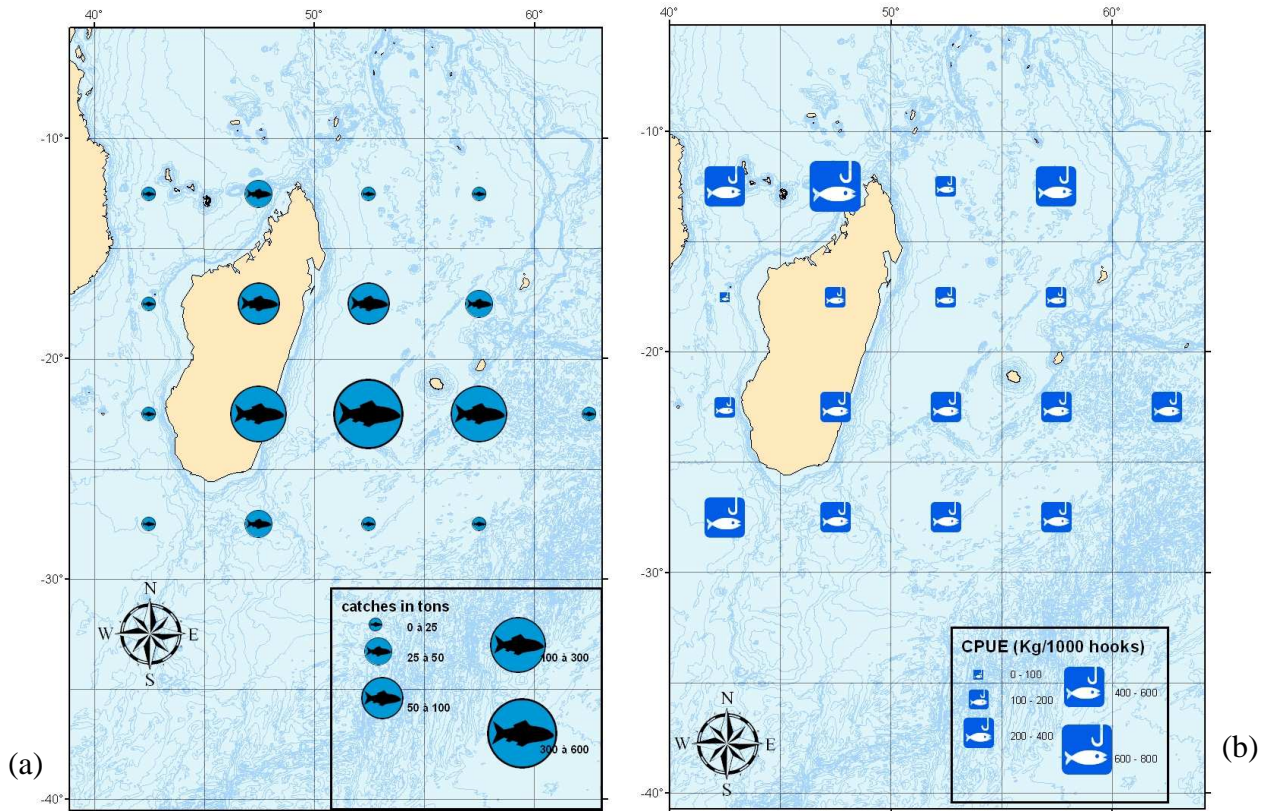 40° 50° 60°
-10°
-20°
-30°
-40°
N
W E
S
catches in tons
0 à 25
25 à 50
50 à 100
100 à 300
300 à 600
(a)
40° 50° 60°
-10°
-20°
-30°
-40°
N
W E
S
CPUE (Kg/1000 hooks)
0 - 100
100 - 200
200 - 400
400 - 600
600 - 800
(b)